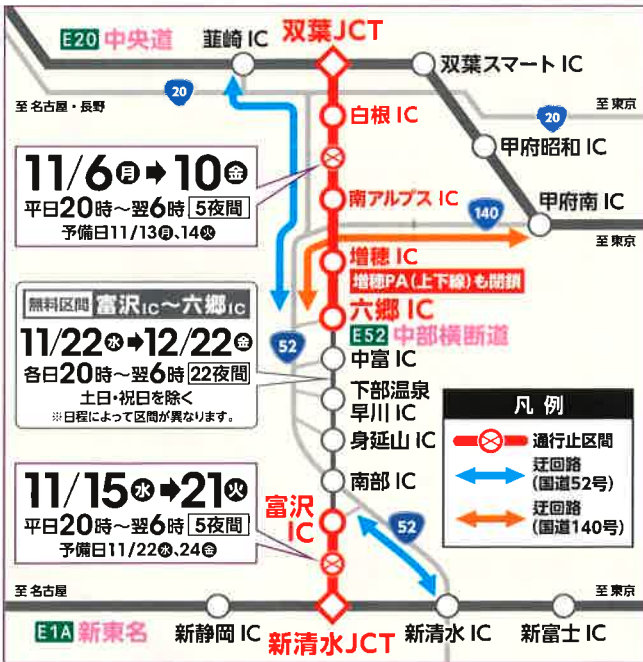 E20 中央道
韮崎 IC
双葉JCT
双葉スマート IC
20
至 名古屋・長野
至 東京
20
白根 IC
甲府昭和 IC
11/6㊊➡10㊎
平日20時～翌6時 5夜間
予備日11/13㊊、14㊋
南アルプス IC
140
甲府南 IC
至 東京
増穂 IC
増穂PA(上下線)も閉鎖
六郷 IC
E52 中部横断道
無料区間 富沢IC～六郷IC
11/22㊌➡12/22㊎
各日20時～翌6時 22夜間
土日・祝日を除く
※日程によって区間が異なります。
52
中富 IC
下部温泉
早川 IC
身延山 IC
南部 IC
凡例
通行止区間
迂回路
(国道52号)
迂回路
(国道140号)
11/15㊌➡21㊋
平日20時～翌6時 5夜間
予備日11/22㊌、24㊎
富沢
IC
52
至 名古屋
至 東京
E1A 新東名
新静岡 IC
新清水JCT
新清水 IC
新富士 IC